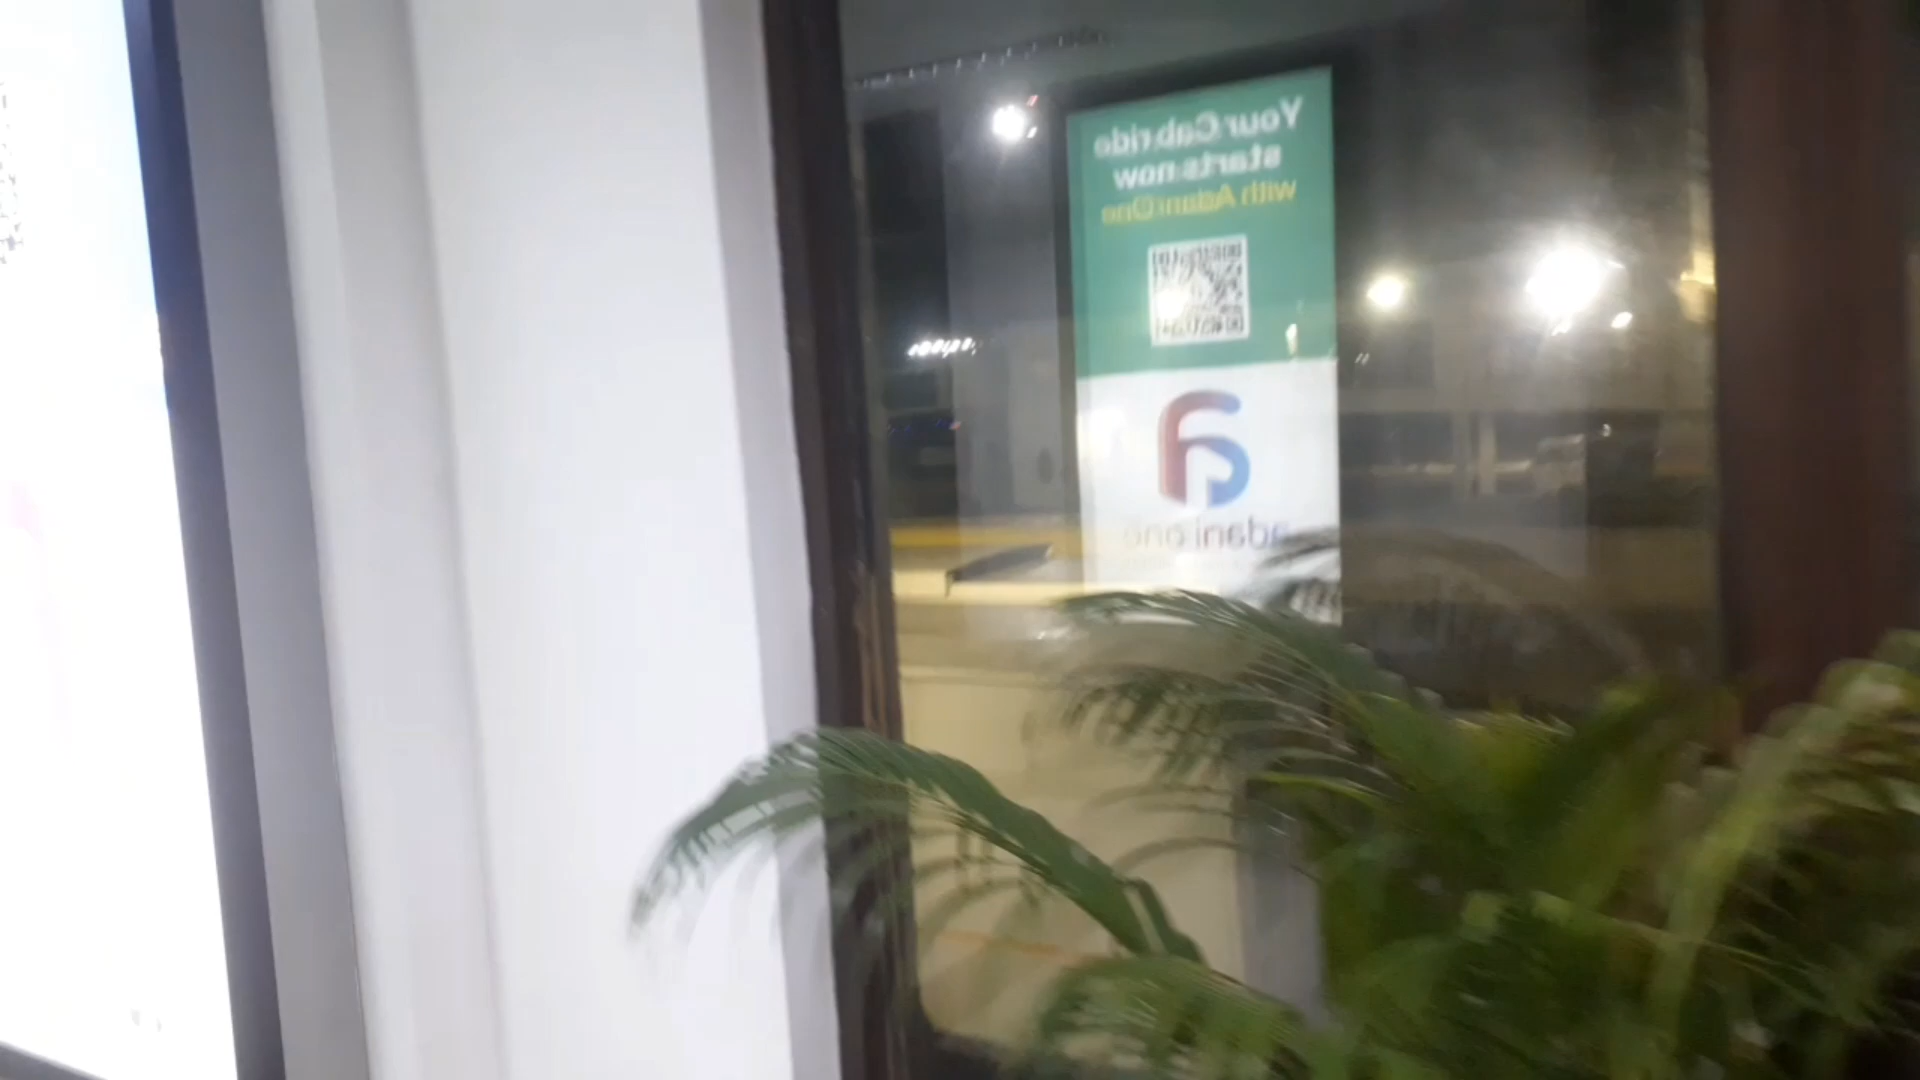 Your Cab ride
starts now
with Adani One
adani one